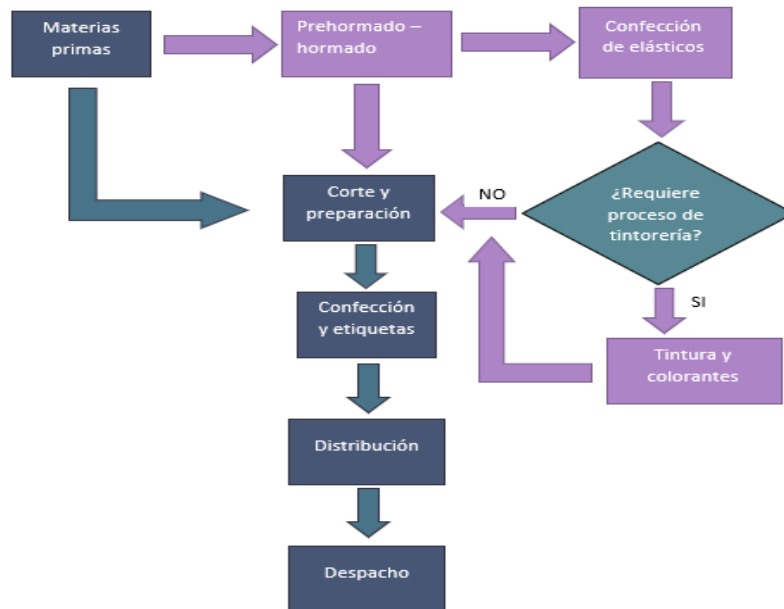 Materias
primas
Prehormado –
hormado
Confección
de elásticos
Corte y
preparación
NO
¿Requiere
proceso de
tintorería?
SI
Confección
y etiquetas
Tintura y
colorantes
Distribución
Despacho